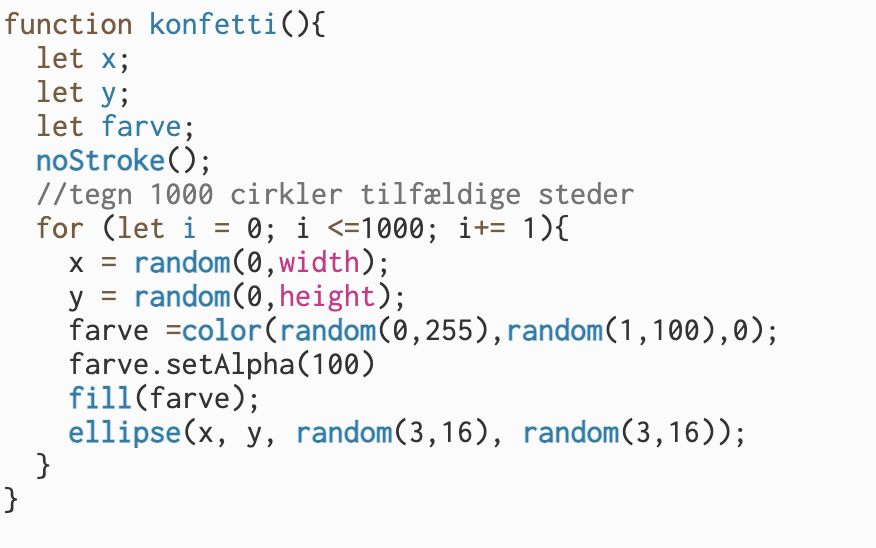 function konfetti(){
  let x;
  let y;
  let farve;
  noStroke();
  //tegn 1000 cirkler tilfældige steder
  for (let i = 0; i <=1000; i+= 1){
    x = random(0,width);
    y = random(0,height);
    farve =color(random(0,255),random(1,100),0);
    farve.setAlpha(100)
    fill(farve);
    ellipse(x, y, random(3,16), random(3,16));
  }
}